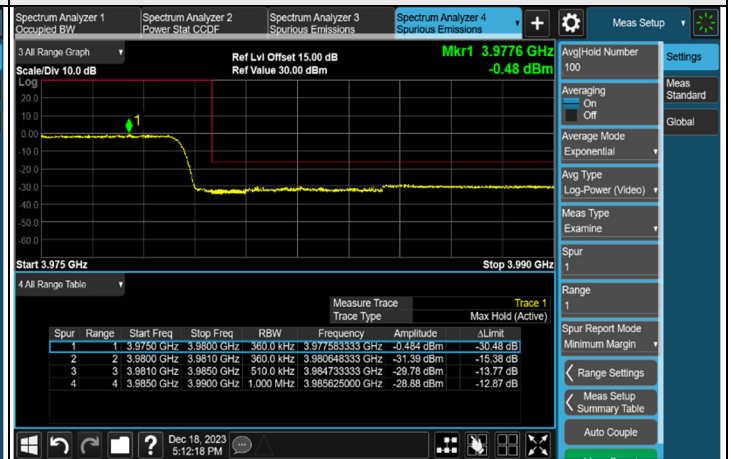 Spectrum Analyzer 1
Occupied BW
Spectrum Analyzer 2
Power Stat CCDF
Spectrum Analyzer 3
Spurious Emissions
Spectrum Analyzer 4
Spurious Emissions
+
Meas Setup
3 All Range Graph
Scale/Div 10.0 dB
Ref Lvl Offset 15.00 dB
Ref Value 30.00 dBm
Mkr1 3.9776 GHz
-0.48 dBm
Log
20.0
10.0
0.00
-10.0
-20.0
-30.0
-40.0
-50.0
-60.0
1
Start 3.975 GHz
Stop 3.990 GHz
4 All Range Table
Measure Trace Trace 1
Trace Type Max Hold (Active)
Spur Range Start Freq Stop Freq RBW Frequency Amplitude ΔLimit
1 1 3.9750 GHz 3.9800 GHz 360.0 kHz 3.977583333 GHz -0.484 dBm -30.48 dB
2 2 3.9800 GHz 3.9810 GHz 360.0 kHz 3.980648333 GHz -31.39 dBm -15.38 dB
3 3 3.9810 GHz 3.9850 GHz 510.0 kHz 3.984733333 GHz -29.78 dBm -13.77 dB
4 4 3.9850 GHz 3.9900 GHz 1.000 MHz 3.985625000 GHz -28.88 dBm -12.87 dB
Avg|Hold Number
100
Averaging
On
Off
Average Mode
Exponential
Avg Type
Log-Power (Video)
Meas Type
Examine
Spur
1
Range
1
Spur Report Mode
Minimum Margin
Range Settings
Meas Setup
Summary Table
Auto Couple
Settings
Meas
Standard
Global
?
Dec 18, 2023
5:12:18 PM